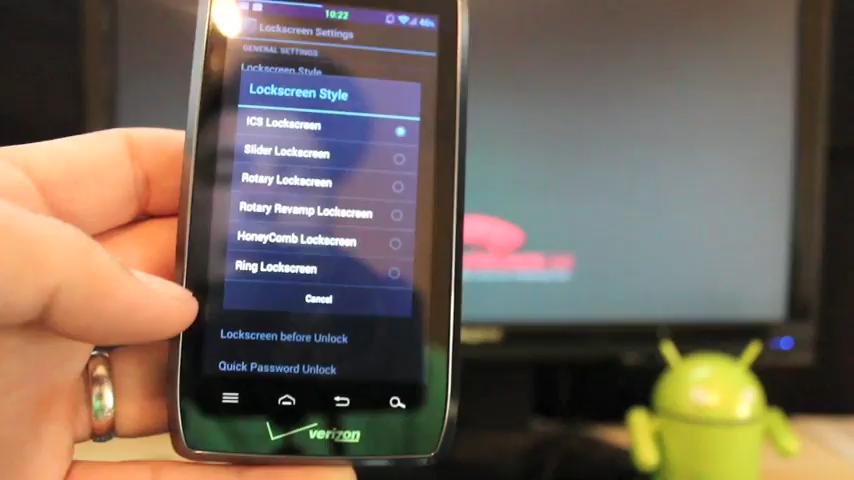 10:22
46%
Lockscreen Settings
GENERAL SETTINGS
Lockscreen Style
Lockscreen Style
ICS Lockscreen
Slider Lockscreen
Rotary Lockscreen
Rotary Revamp Lockscreen
HoneyComb Lockscreen
Ring Lockscreen
Cancel
Lockscreen before Unlock
Quick Password Unlock
verizon